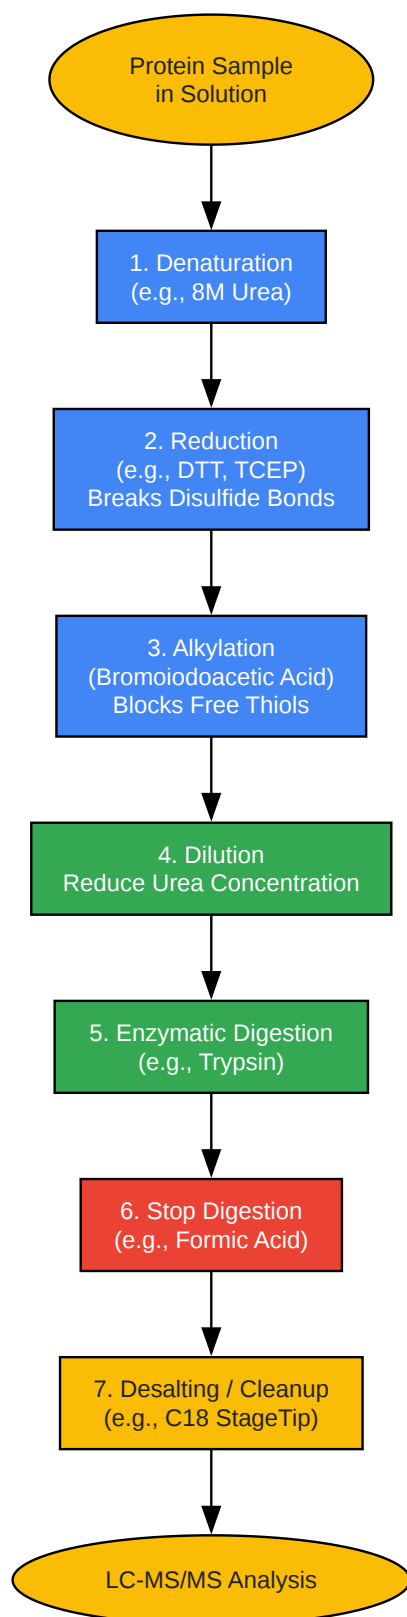 Protein Sample
in Solution
1. Denaturation
(e.g., 8M Urea)
2. Reduction
(e.g., DTT, TCEP)
Breaks Disulfide Bonds
3. Alkylation
(Bromoiodoacetic Acid)
Blocks Free Thiols
4. Dilution
Reduce Urea Concentration
5. Enzymatic Digestion
(e.g., Trypsin)
6. Stop Digestion
(e.g., Formic Acid)
7. Desalting / Cleanup
(e.g., C18 StageTip)
LC-MS/MS Analysis